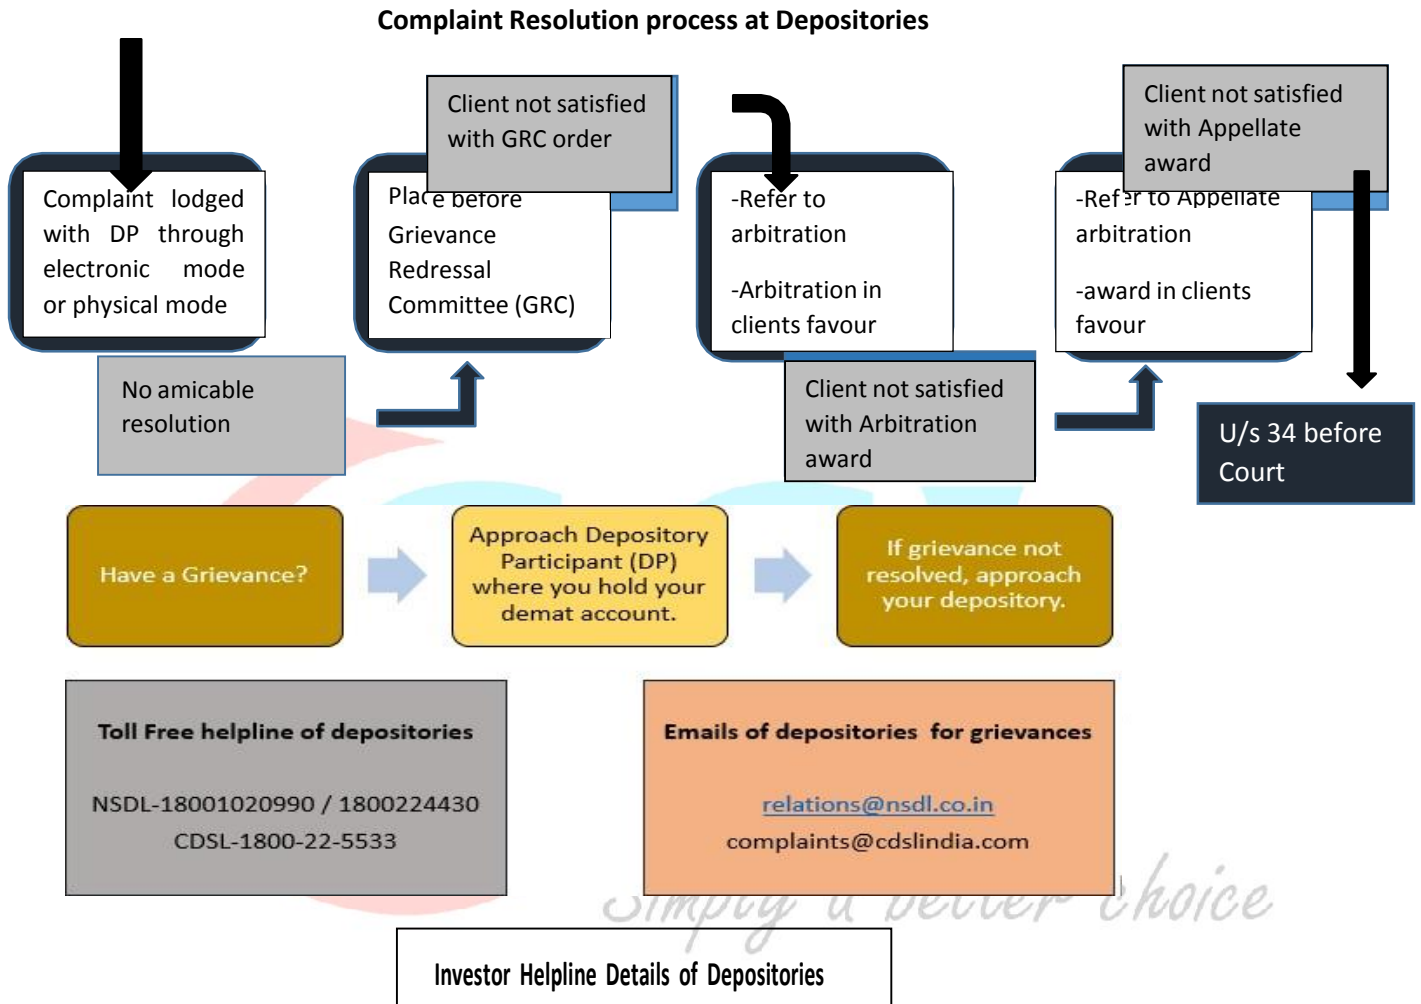 Complaint Resolution process at Depositories
Complaint lodged
with DP through
electronic mode
or physical mode
No amicable
resolution
Place before
Grievance
Redressal
Committee (GRC)
Client not satisfied
with GRC order
-Refer to
arbitration
-Arbitration in
clients favour
Client not satisfied
with Arbitration
award
-Refer to Appellate
arbitration
-award in clients
favour
Client not satisfied
with Appellate
award
U/s 34 before
Court
Have a Grievance?
Approach Depository
Participant (DP)
where you hold your
demat account.
If grievance not
resolved, approach
your depository.
Toll Free helpline of depositories
NSDL-18001020990 / 1800224430
CDSL-1800-22-5533
Emails of depositories for grievances
relations@nsdl.co.in
complaints@cdslindia.com
Simply a better choice
Investor Helpline Details of Depositories